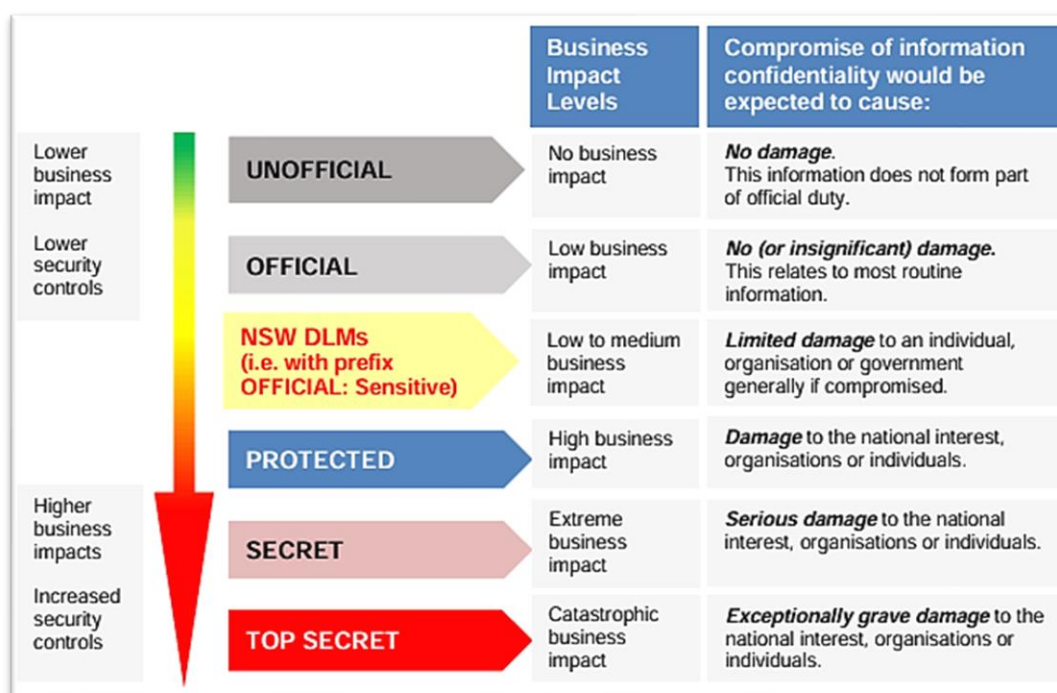 Business
Impact
Levels
Compromise of information
confidentiality would be
expected to cause:
Lower
business
impact
Lower
security
controls
UNOFFICIAL
No business
impact
No damage.
This information does not form part
of official duty.
OFFICIAL
Low business
impact
No (or insignificant) damage.
This relates to most routine
information.
NSW DLMs
(i.e. with prefix
OFFICIAL: Sensitive)
Low to medium
business
impact
Limited damage to an individual,
organisation or government
generally if compromised.
PROTECTED
High business
impact
Damage to the national interest,
organisations or individuals.
Higher
business
impacts
Increased
security
controls
SECRET
Extreme
business
impact
Serious damage to the national
interest, organisations or individuals.
TOP SECRET
Catastrophic
business
impact
Exceptionally grave damage to the
national interest, organisations or
individuals.